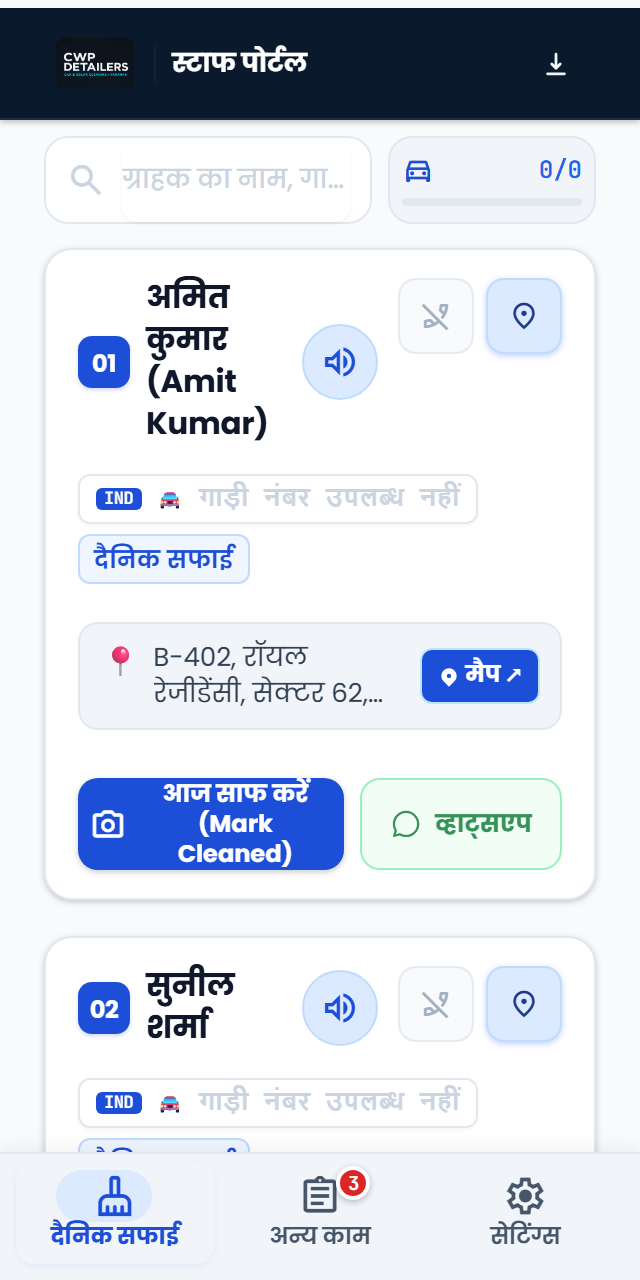 CWP
DETAILERS
स्टाफ पोर्टल
ग्राहक का नाम, गा...
0/0
01
अमित
कुमार
(Amit
Kumar)
IND गाड़ी नंबर उपलब्ध नहीं
दैनिक सफाई
B-402, रॉयल
रेजीडेंसी, सेक्टर 62,...
मैप ↗
आज साफ करें
(Mark
Cleaned)
व्हाट्सएप
02
सुनील
शर्मा
IND गाड़ी नंबर उपलब्ध नहीं
दैनिक सफाई
3
अन्य काम
सेटिंग्स